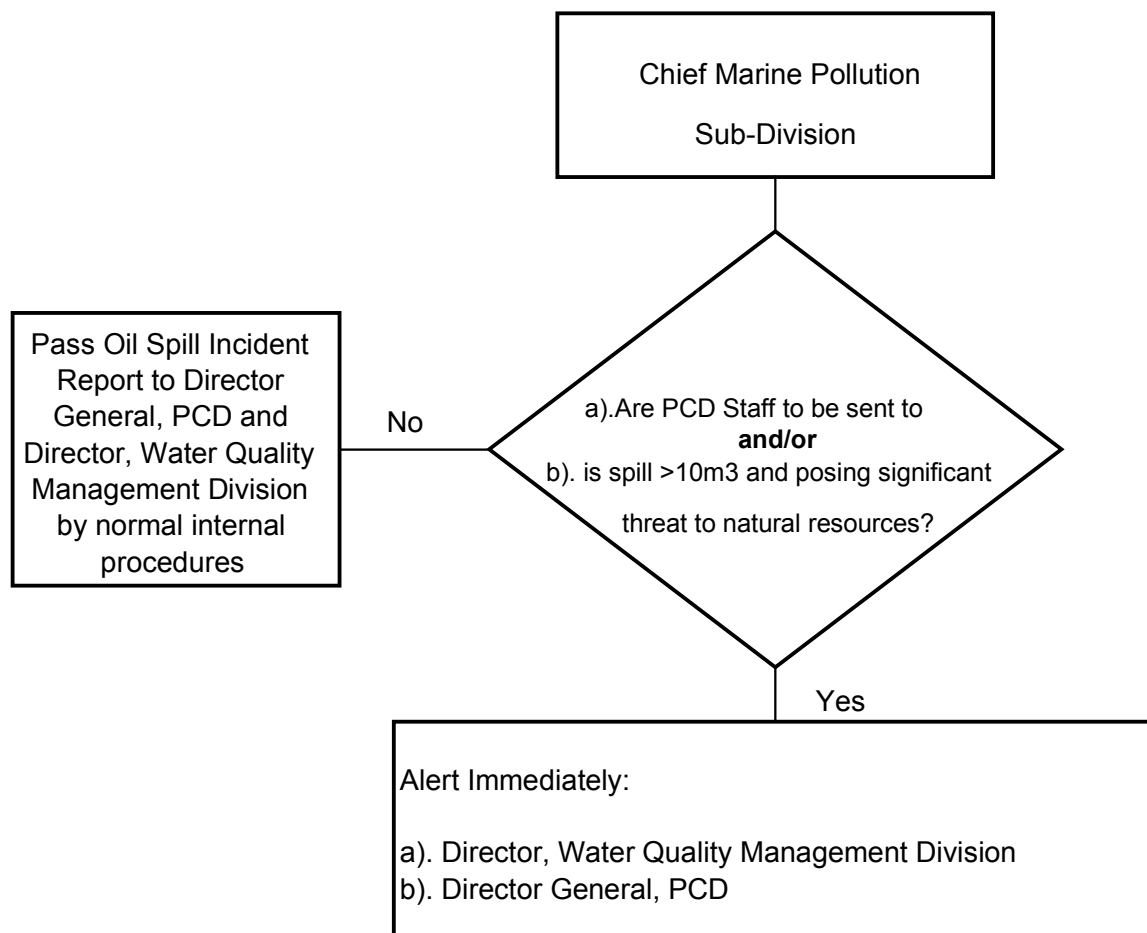 Chief Marine Pollution
Sub-Division
Pass Oil Spill Incident
Report to Director
General, PCD and
Director, Water Quality
Management Division
by normal internal
procedures
No
a).Are PCD Staff to be sent to
and/or
b). is spill >10m3 and posing significant
threat to natural resources?
Yes
Alert Immediately:
a). Director, Water Quality Management Division
b). Director General, PCD